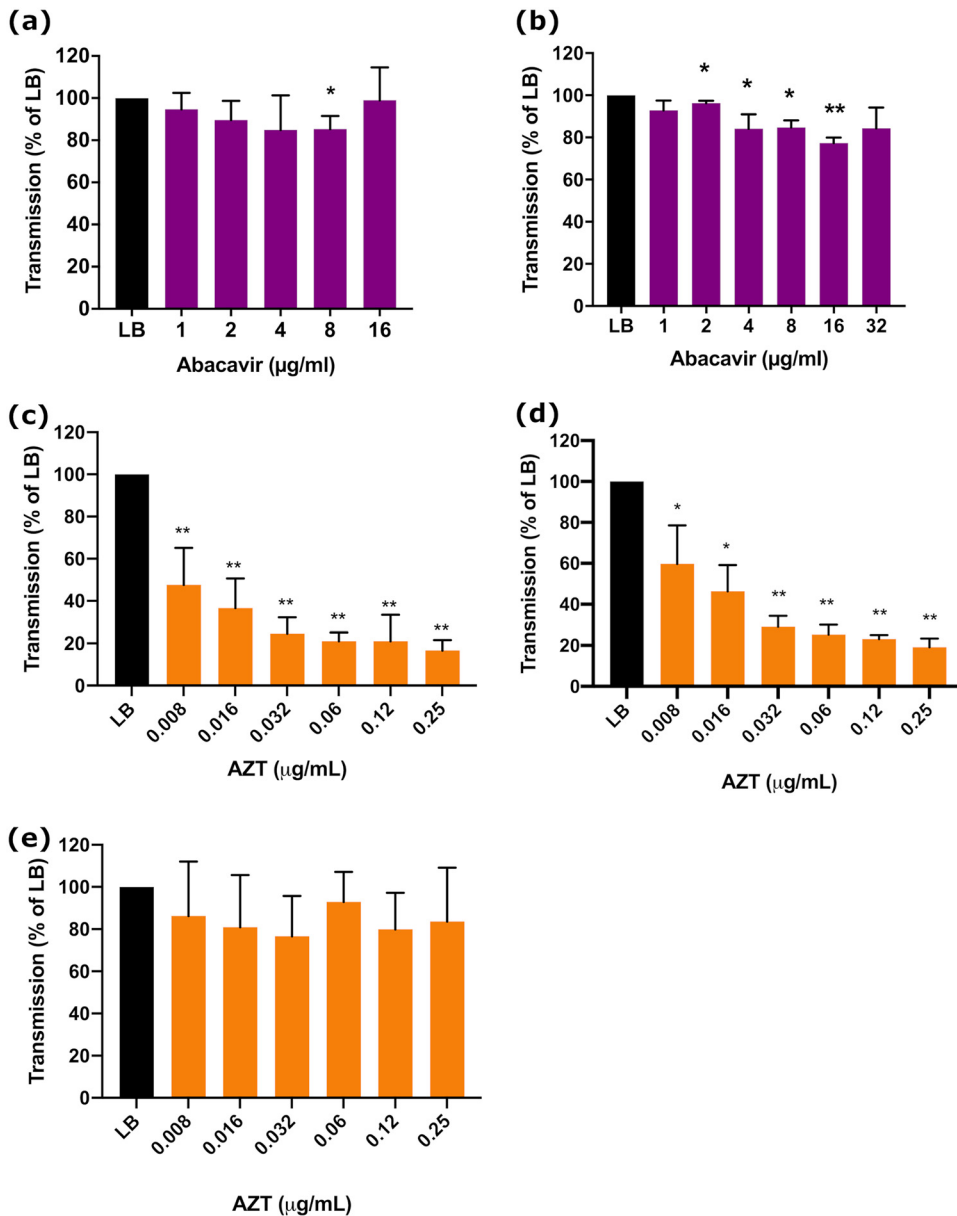 (a)
Transmission (% of LB)
120
100
80
60
40
20
0
*
LB 1 2 4 8 16
Abacavir (µg/ml)
(b)
Transmission (% of LB)
120
100
80
60
40
20
0
* * * **
LB 1 2 4 8 16 32
Abacavir (µg/ml)
(c)
Transmission (% of LB)
120
100
80
60
40
20
0
** ** ** ** ** **
LB 0.008 0.016 0.032 0.06 0.12 0.25
AZT (µg/mL)
(d)
Transmission (% of LB)
120
100
80
60
40
20
0
* * ** ** ** **
LB 0.008 0.016 0.032 0.06 0.12 0.25
AZT (µg/mL)
(e)
Transmission (% of LB)
120
100
80
60
40
20
0
LB 0.008 0.016 0.032 0.06 0.12 0.25
AZT (µg/mL)